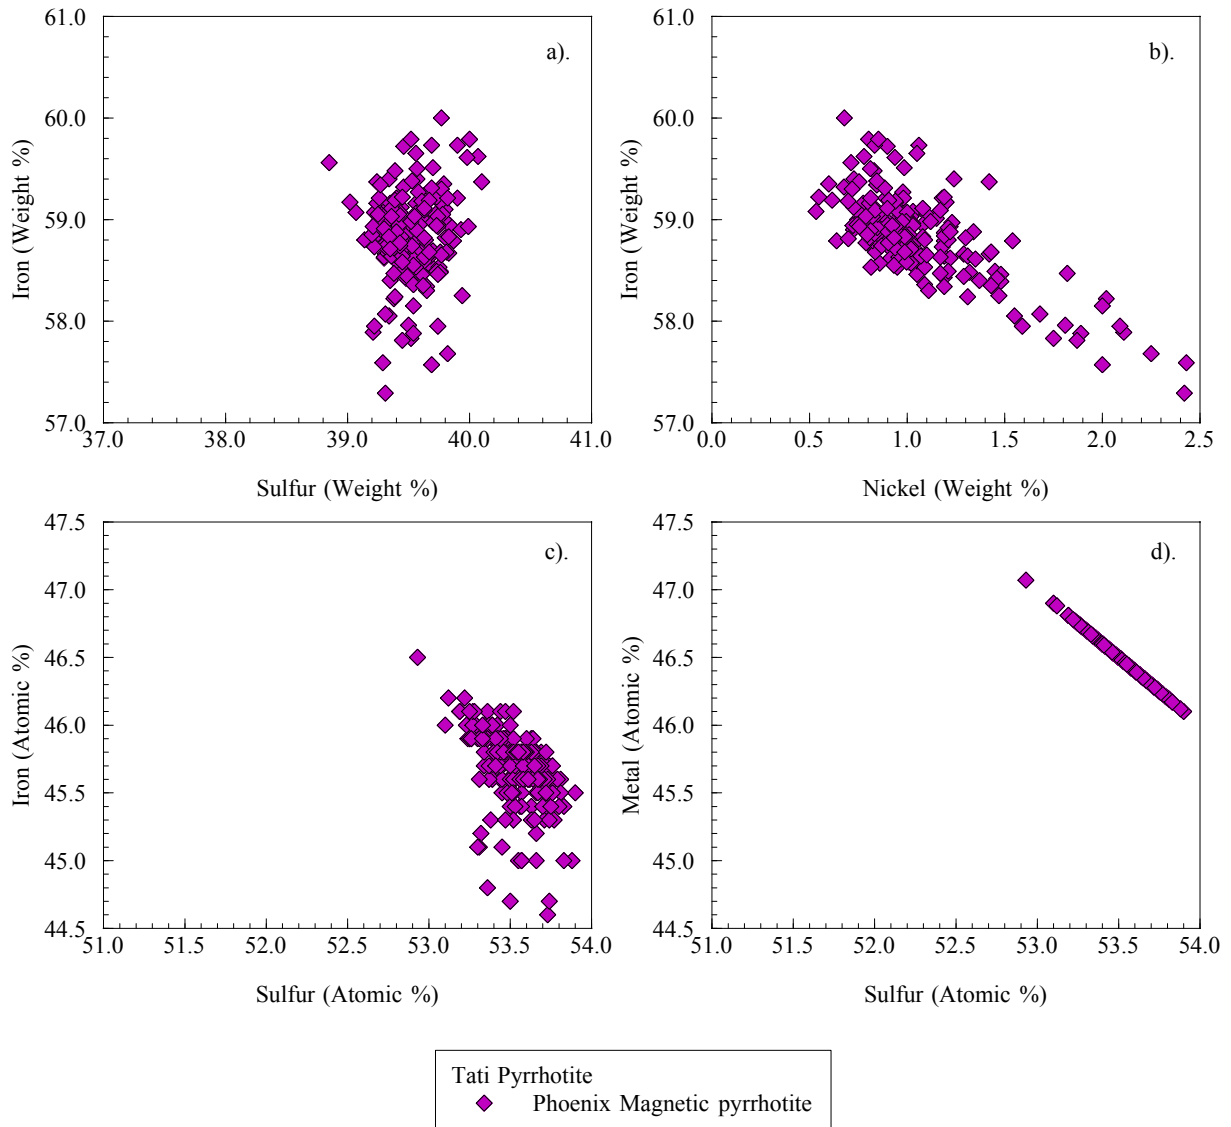 61.0
60.0
59.0
58.0
57.0
Iron (Weight %)
a).
37.0 38.0 39.0 40.0 41.0
Sulfur (Weight %)
61.0
60.0
59.0
58.0
57.0
Iron (Weight %)
b).
0.0 0.5 1.0 1.5 2.0 2.5
Nickel (Weight %)
47.5
47.0
46.5
46.0
45.5
45.0
44.5
Iron (Atomic %)
c).
51.0 51.5 52.0 52.5 53.0 53.5 54.0
Sulfur (Atomic %)
47.5
47.0
46.5
46.0
45.5
45.0
44.5
Metal (Atomic %)
d).
51.0 51.5 52.0 52.5 53.0 53.5 54.0
Sulfur (Atomic %)
Tati Pyrrhotite
Phoenix Magnetic pyrrhotite